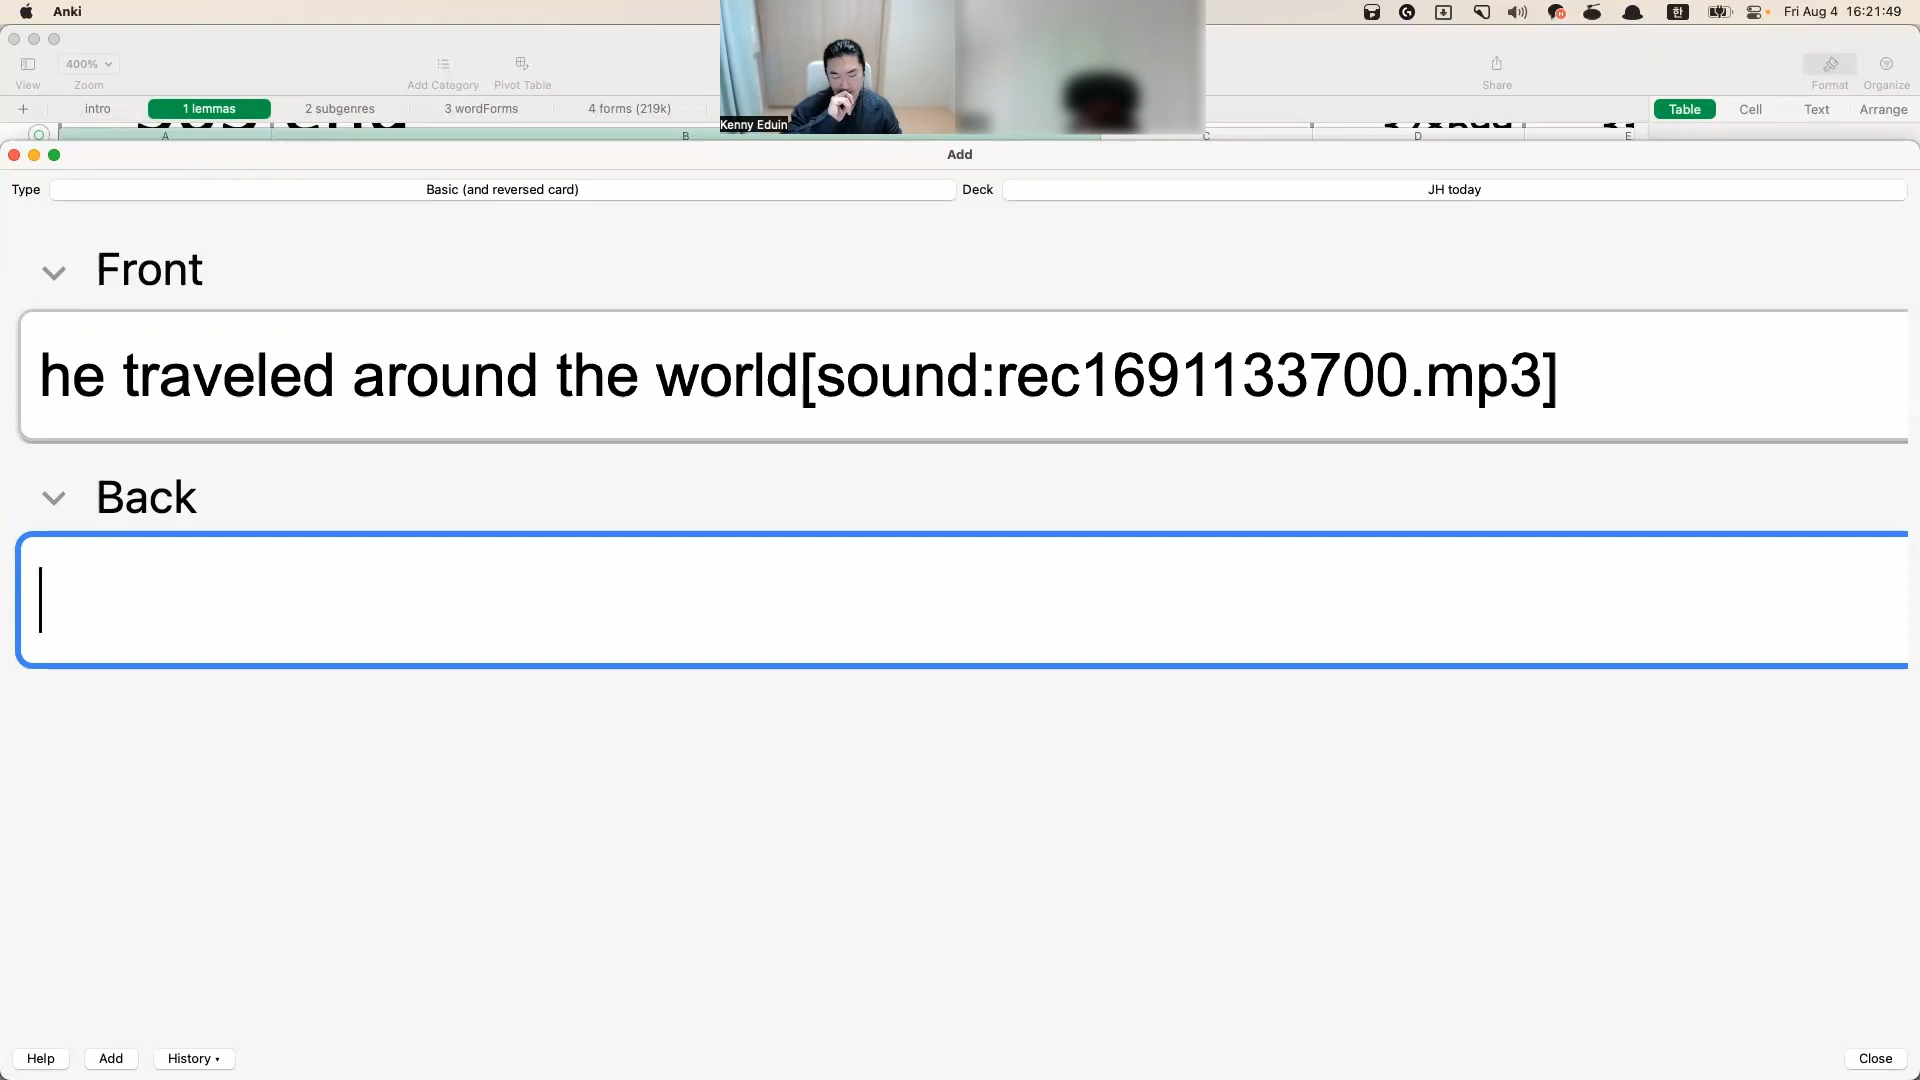 Anki
한
Fri Aug 4 16:21:49
400%
View
Zoom
Add Category
Pivot Table
Share
Format
Organize
intro
1 lemmas
2 subgenres
3 wordForms
4 forms (219k)
Table
Cell
Text
Arrange
Kenny Eduin
A
B
C
D
E
Add
Type
Basic (and reversed card)
Deck
JH today
Front
he traveled around the world[sound:rec1691133700.mp3]
Back
Help
Add
History
Close